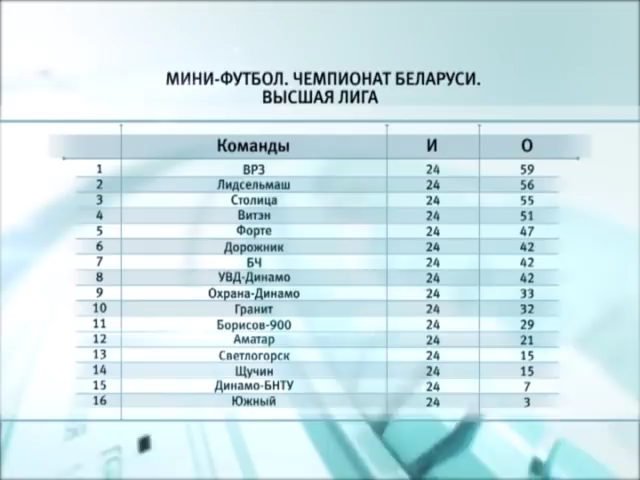 МИНИ-ФУТБОЛ. ЧЕМПИОНАТ БЕЛАРУСИ.
ВЫСШАЯ ЛИГА
Команды И О
1 ВРЗ 24 59
2 Лидсельмаш 24 56
3 Столица 24 55
4 Витэн 24 51
5 Форте 24 47
6 Дорожник 24 42
7 БЧ 24 42
8 УВД-Динамо 24 42
9 Охрана-Динамо 24 33
10 Гранит 24 32
11 Борисов-900 24 29
12 Аматар 24 21
13 Светлогорск 24 15
14 Щучин 24 15
15 Динамо-БНТУ 24 7
16 Южный 24 3